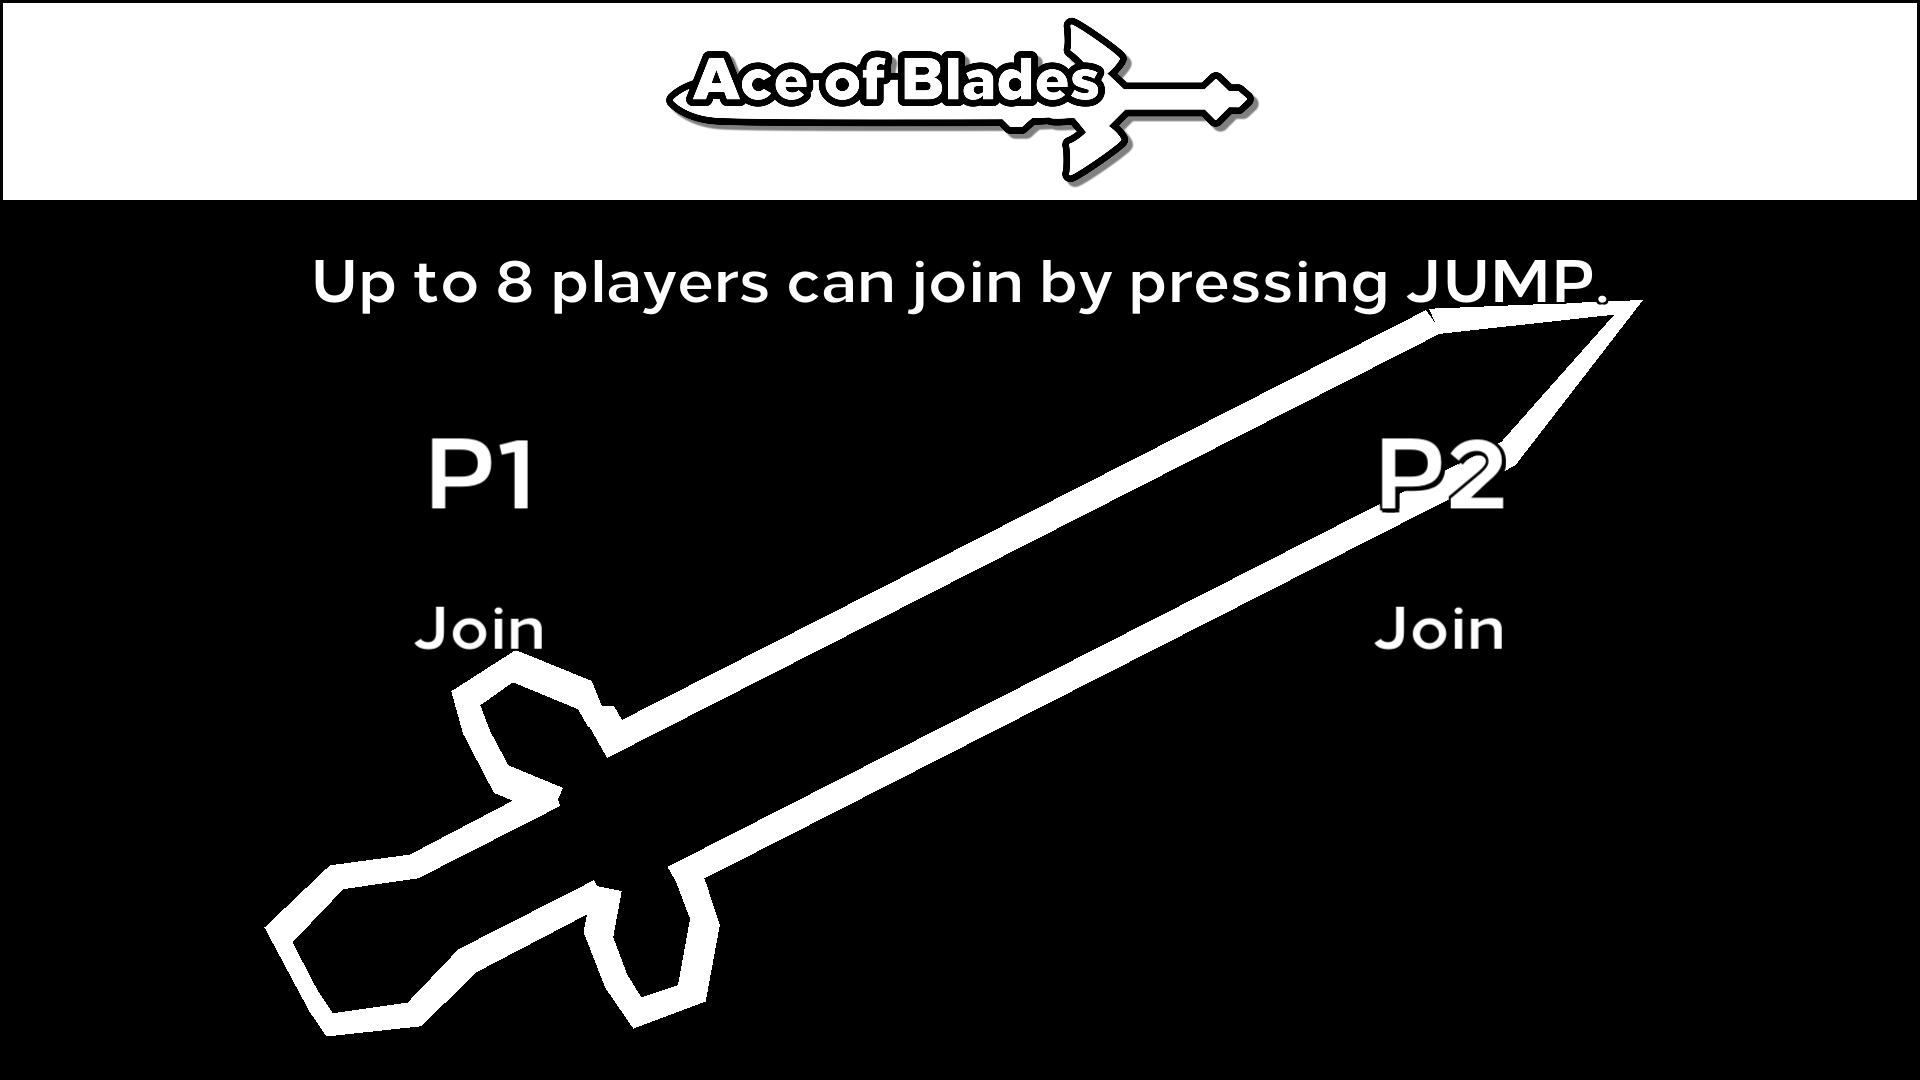 Ace of Blades
Up to 8 players can join by pressing JUMP.
P1
P2
Join
Join